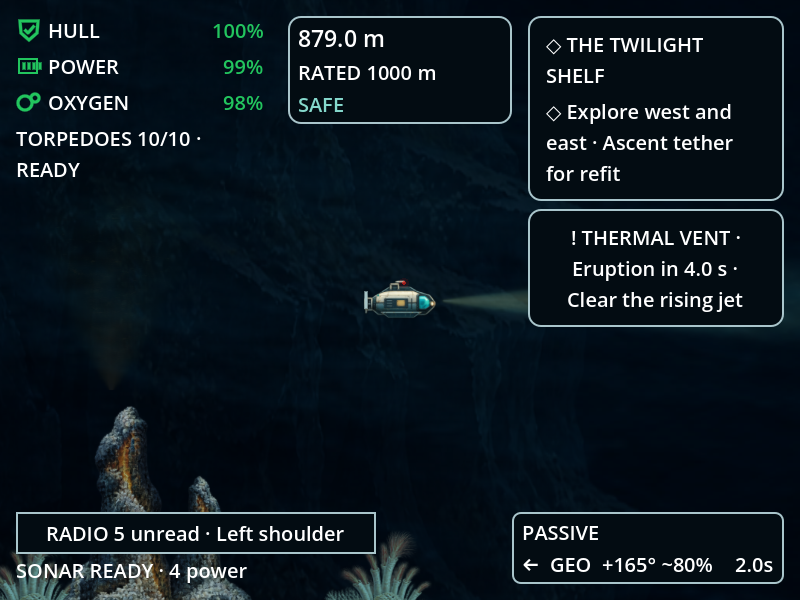 HULL 100%
POWER 99%
OXYGEN 98%
TORPEDOES 10/10 ·
READY
879.0 m
RATED 1000 m
SAFE
◇ THE TWILIGHT
SHELF
◇ Explore west and
east · Ascent tether
for refit
! THERMAL VENT ·
Eruption in 4.0 s ·
Clear the rising jet
RADIO 5 unread · Left shoulder
SONAR READY · 4 power
PASSIVE
← GEO +165° ~80% 2.0s